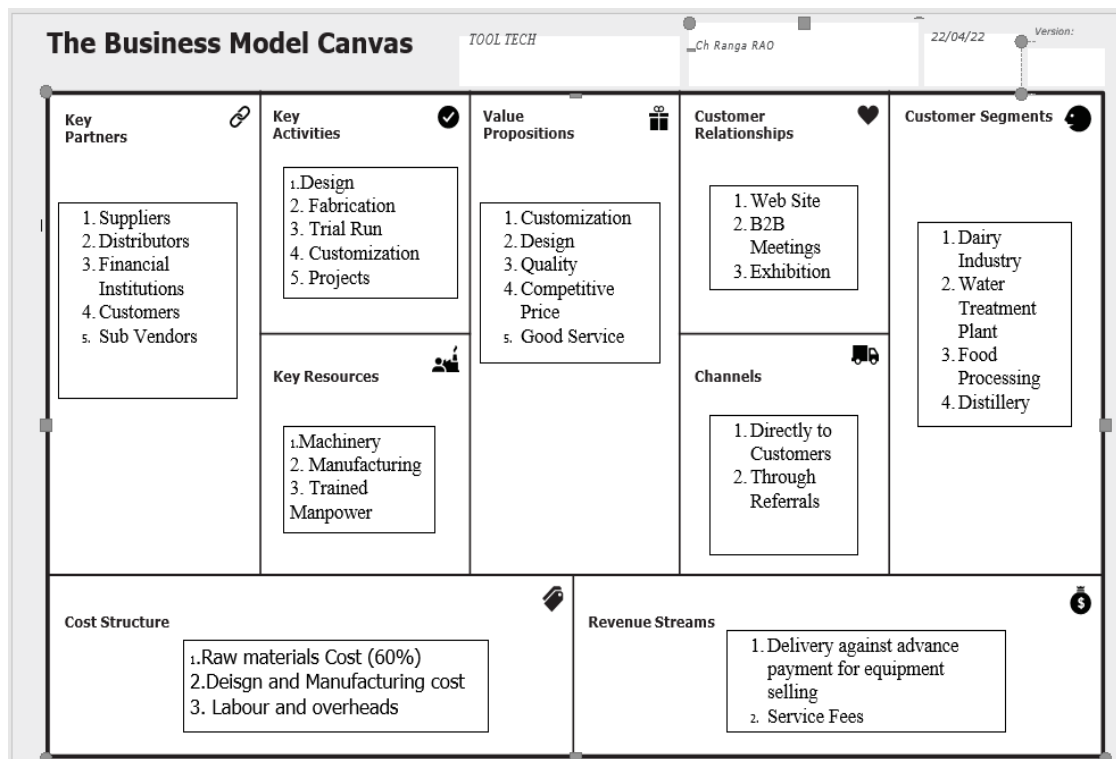 The Business Model Canvas
TOOL TECH
Ch Ranga RAO
22/04/22
Version:
Key
Partners
1. Suppliers
2. Distributors
3. Financial
Institutions
4. Customers
5. Sub Vendors
Key
Activities
1.Design
2. Fabrication
3. Trial Run
4. Customization
5. Projects
Key Resources
1.Machinery
2. Manufacturing
3. Trained
Manpower
Value
Propositions
1. Customization
2. Design
3. Quality
4. Competitive
Price
5. Good Service
Customer
Relationships
1. Web Site
2. B2B
Meetings
3. Exhibition
Channels
1. Directly to
Customers
2. Through
Referrals
Customer Segments
1. Dairy
Industry
2. Water
Treatment
Plant
3. Food
Processing
4. Distillery
Cost Structure
1.Raw materials Cost (60%)
2.Deisgn and Manufacturing cost
3. Labour and overheads
Revenue Streams
1. Delivery against advance
payment for equipment
selling
2. Service Fees